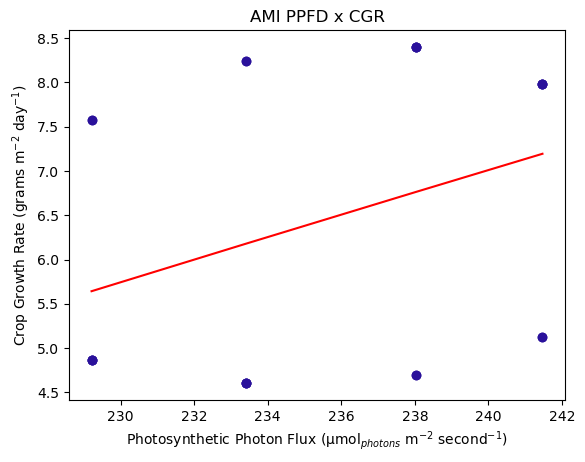 AMI PPFD x CGR
Crop Growth Rate (grams m⁻² day⁻¹)
8.5
8.0
7.5
7.0
6.5
6.0
5.5
5.0
4.5
230 232 234 236 238 240 242
Photosynthetic Photon Flux (μmol_photons m⁻² second⁻¹)